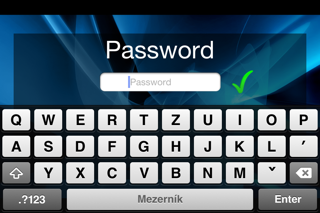 Password
Password
Q W E R T Z U I O P
A S D F G H J K L ′
Y X C V B N M ˇ
.?123 Mezerník Enter